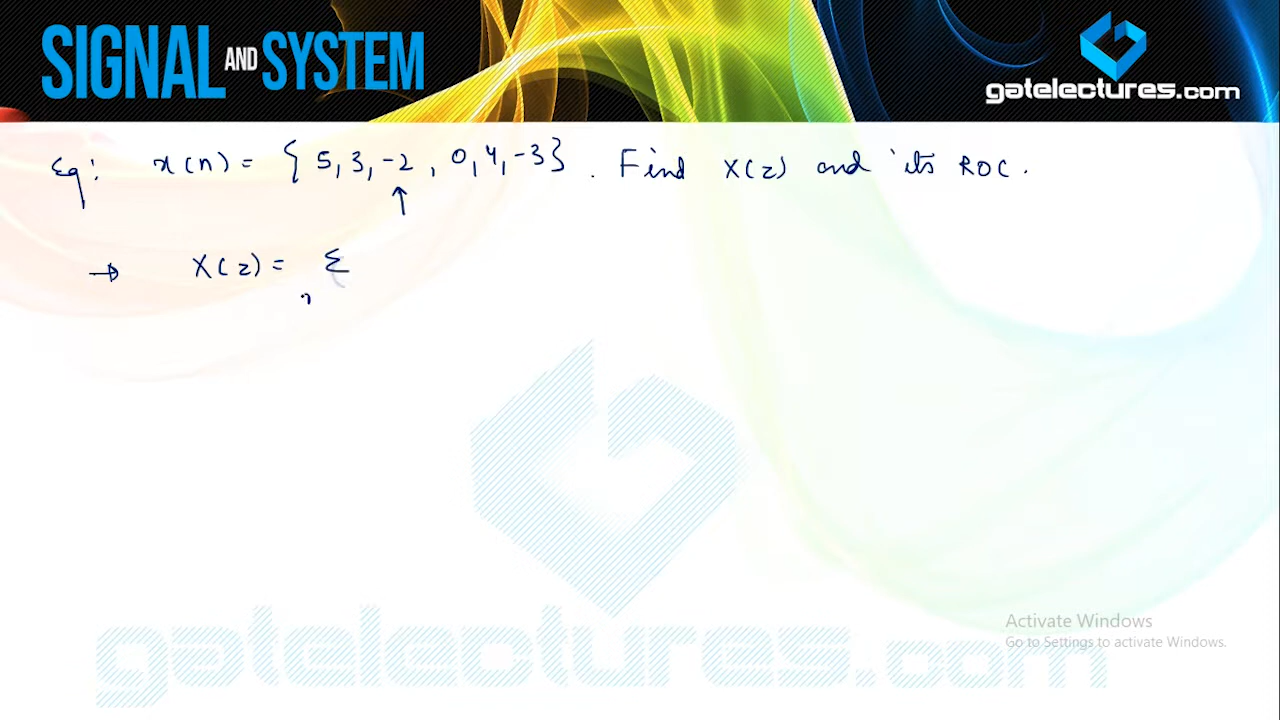 SIGNAL AND SYSTEM
gatelectures.com
Eg: x(n) = { 5, 3, -2, 0, 4, -3 } . Find X(z) and its ROC.
↑
→ X(z) = Σ
gatelectures.com
Activate Windows
Go to Settings to activate Windows.